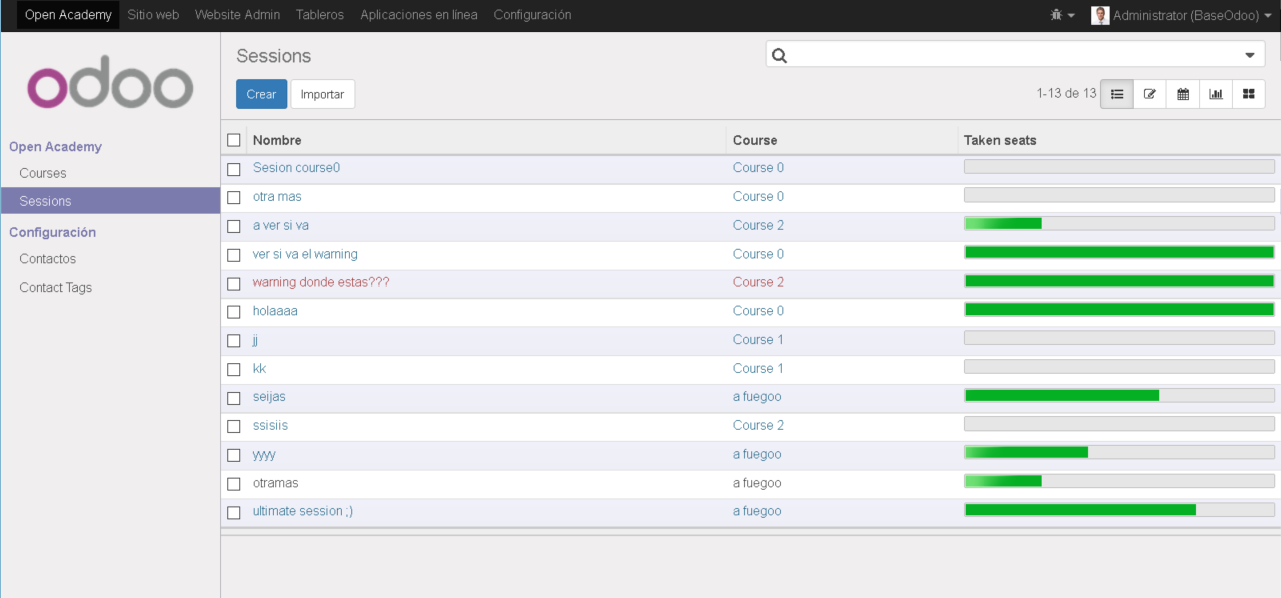 Open Academy Sitio web Website Admin Tableros Aplicaciones en línea Configuración Administrator (BaseOdoo)
odoo
Sessions
Crear Importar 1-13 de 13
Nombre Course Taken seats
Open Academy
Courses
Sessions
Configuración
Contactos
Contact Tags
Sesion course0 Course 0
otra mas Course 0
a ver si va Course 2
ver si va el warning Course 0
warning donde estas??? Course 2
holaaaa Course 0
jj Course 1
kk Course 1
seijas a fuegoo
ssisiis Course 2
yyyy a fuegoo
otramas a fuegoo
ultimate session ;) a fuegoo